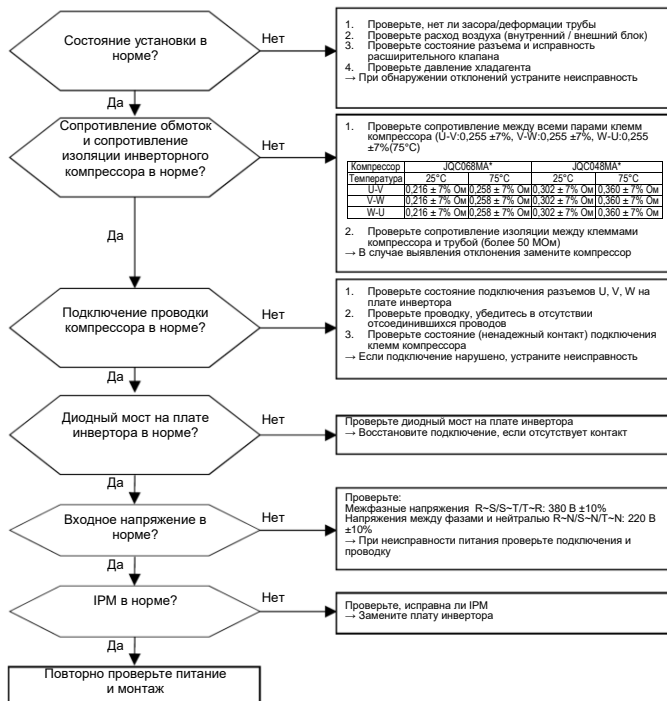 Состояние установки в
норме?
Нет
1. Проверьте, нет ли засора/деформации трубы
2. Проверьте расход воздуха (внутренний / внешний блок)
3. Проверьте состояние разъема и исправность
расширительного клапана
4. Проверьте давление хладагента
→ При обнаружении отклонений устраните неисправность
Да
Сопротивление обмоток
и сопротивление
изоляции инверторного
компрессора в норме?
Нет
1. Проверьте сопротивление между всеми парами клемм
компрессора (U-V:0,255 ±7%, V-W:0,255 ±7%, W-U:0,255
±7%(75°C)
Компрессор JQC068MA* JQC048MA*
Температура 25°C 75°C 25°C 75°C
U-V 0,216 ± 7% Ом 0,258 ± 7% Ом 0,302 ± 7% Ом 0,360 ± 7% Ом
V-W 0,216 ± 7% Ом 0,258 ± 7% Ом 0,302 ± 7% Ом 0,360 ± 7% Ом
W-U 0,216 ± 7% Ом 0,258 ± 7% Ом 0,302 ± 7% Ом 0,360 ± 7% Ом
2. Проверьте сопротивление изоляции между клеммами
компрессора и трубой (более 50 МОм)
→ В случае выявления отклонения замените компрессор
Да
Подключение проводки
компрессора в норме?
Нет
1. Проверьте состояние подключения разъемов U, V, W на
плате инвертора
2. Проверьте проводку, убедитесь в отсутствии
отсоединившихся проводов
3. Проверьте состояние (ненадежный контакт) подключения
клемм компрессора
→ Если подключение нарушено, устраните неисправность
Да
Диодный мост на плате
инвертора в норме?
Нет
Проверьте диодный мост на плате инвертора
→ Восстановите подключение, если отсутствует контакт
Да
Входное напряжение в
норме?
Нет
Проверьте:
Межфазные напряжения R~S/S~T/T~R: 380 В ±10%
Напряжения между фазами и нейтралью R~N/S~N/T~N: 220 В
±10%
→ При неисправности питания проверьте подключения и
проводку
Да
IPM в норме?
Нет
Проверьте, исправна ли IPM
→ Замените плату инвертора
Да
Повторно проверьте питание
и монтаж